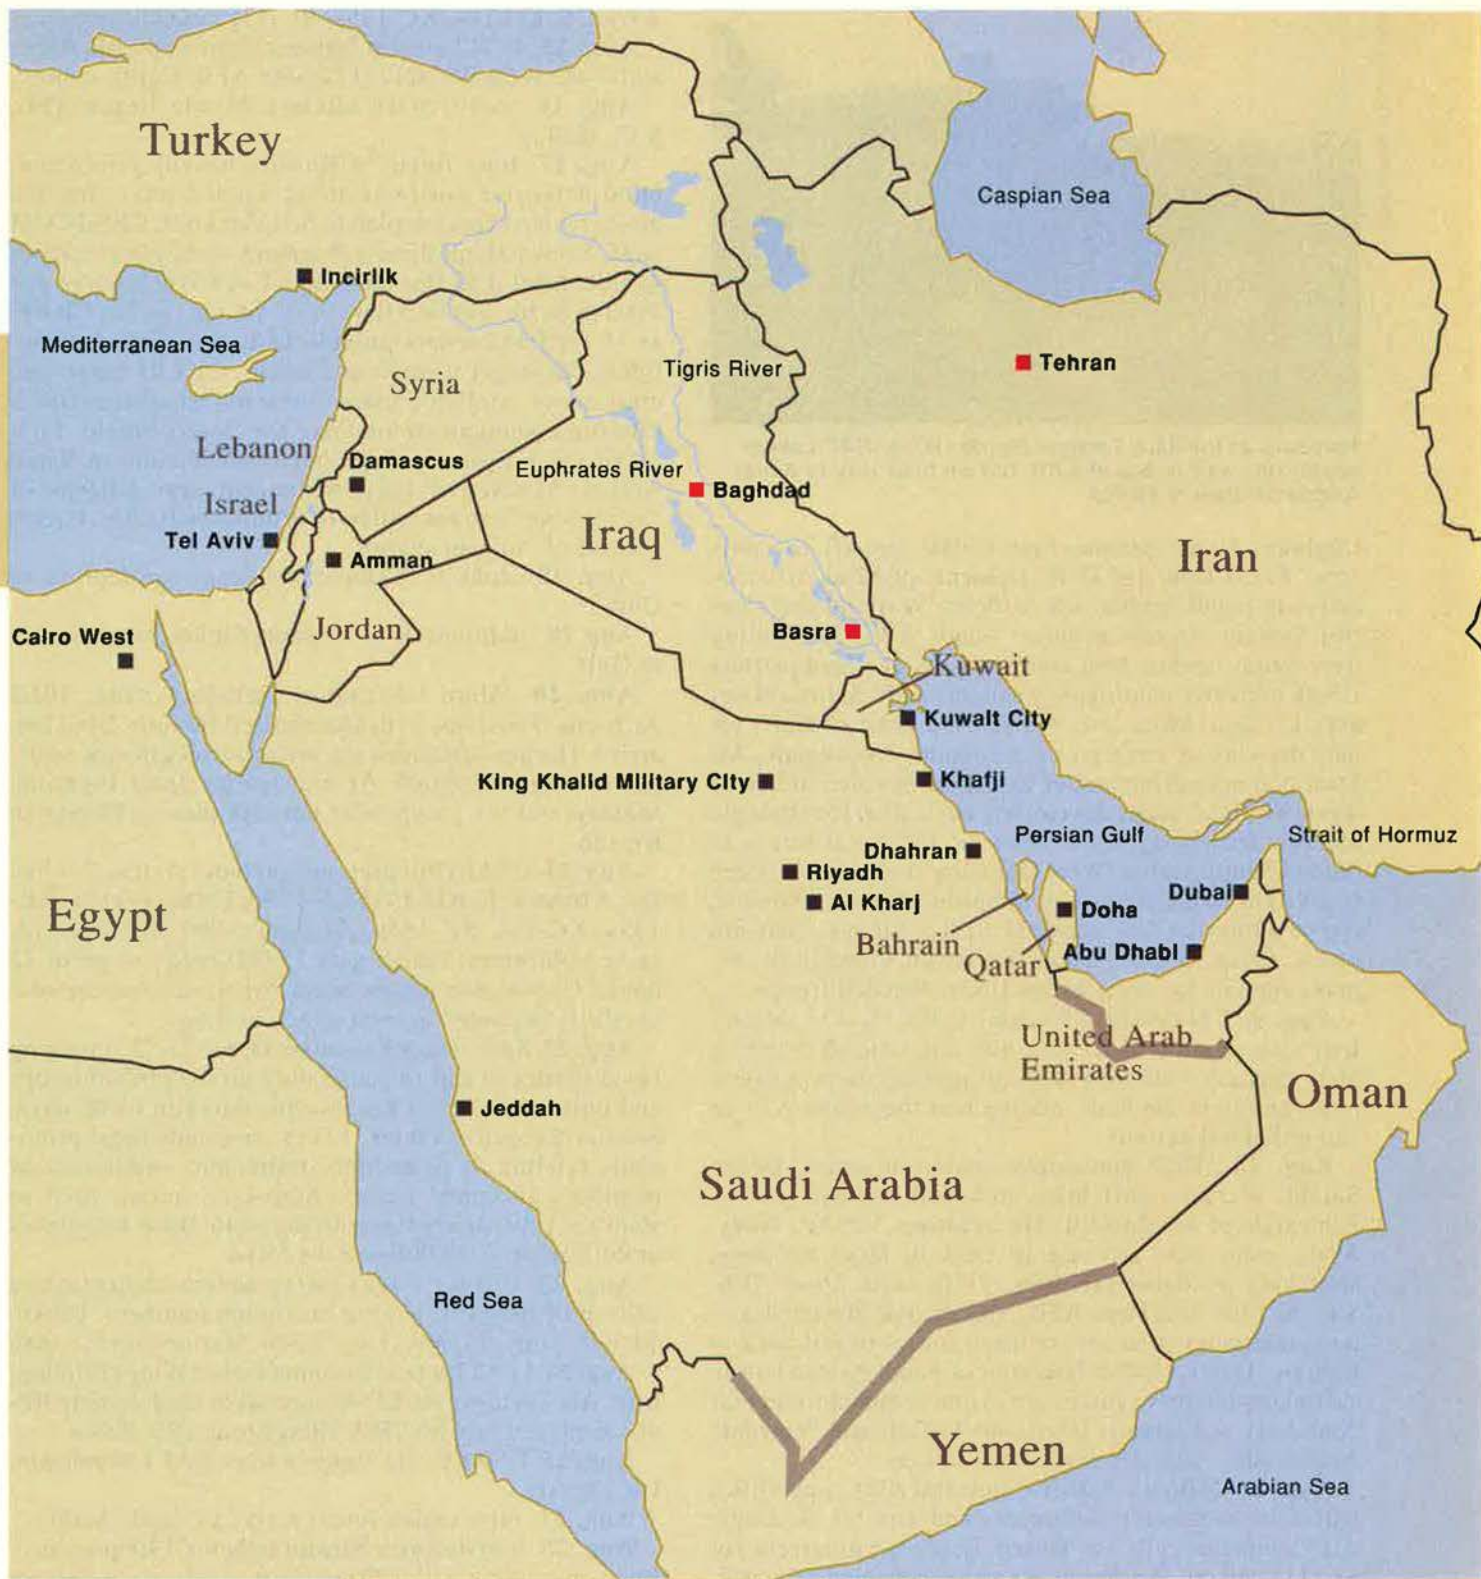 Turkey
Caspian Sea
Incirlik
Mediterranean Sea
Tehran
Tigris River
Syria
Lebanon
Damascus
Euphrates River
Baghdad
Israel
Tel Aviv
Iraq
Iran
Amman
Jordan
Basra
Cairo West
Kuwait
Kuwait City
King Khalid Military City
Khafji
Persian Gulf
Strait of Hormuz
Dhahran
Riyadh
Dubai
Al Kharj
Doha
Egypt
Bahrain
Qatar
Abu Dhabi
United Arab
Emirates
Oman
Jeddah
Saudi Arabia
Red Sea
Yemen
Arabian Sea